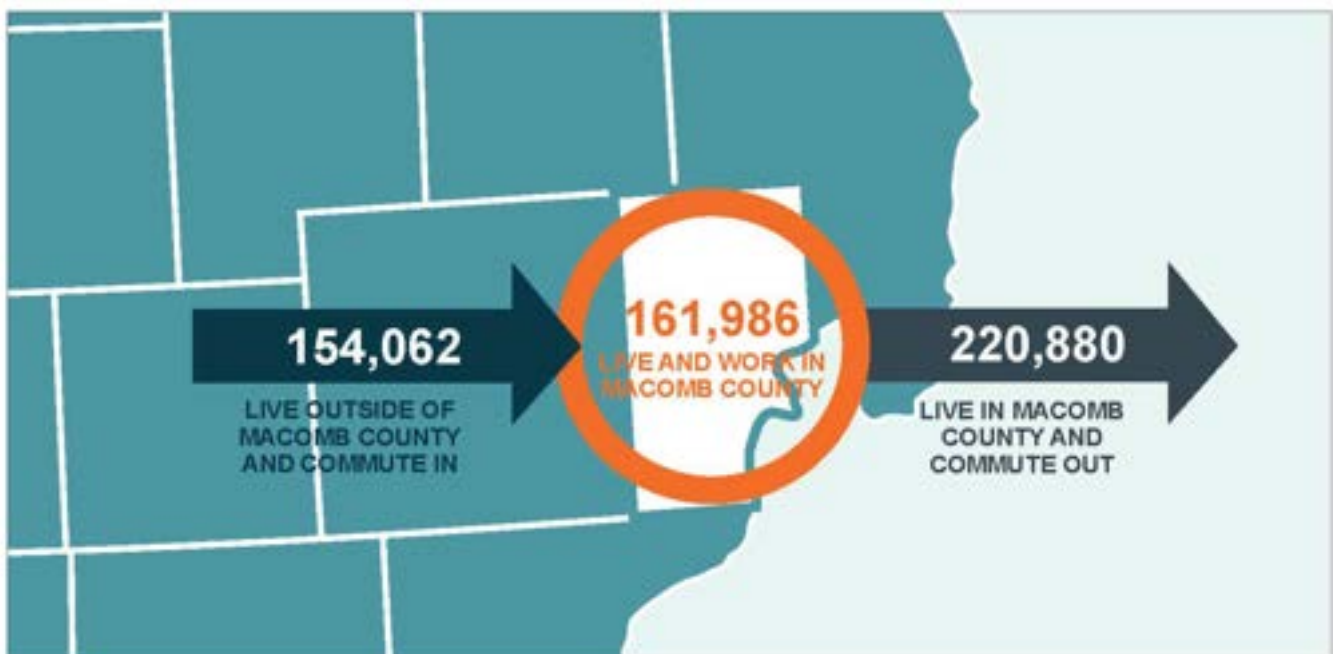 154,062
LIVE OUTSIDE OF
MACOMB COUNTY
AND COMMUTE IN
161,986
LIVE AND WORK IN
MACOMB COUNTY
220,880
LIVE IN MACOMB
COUNTY AND
COMMUTE OUT